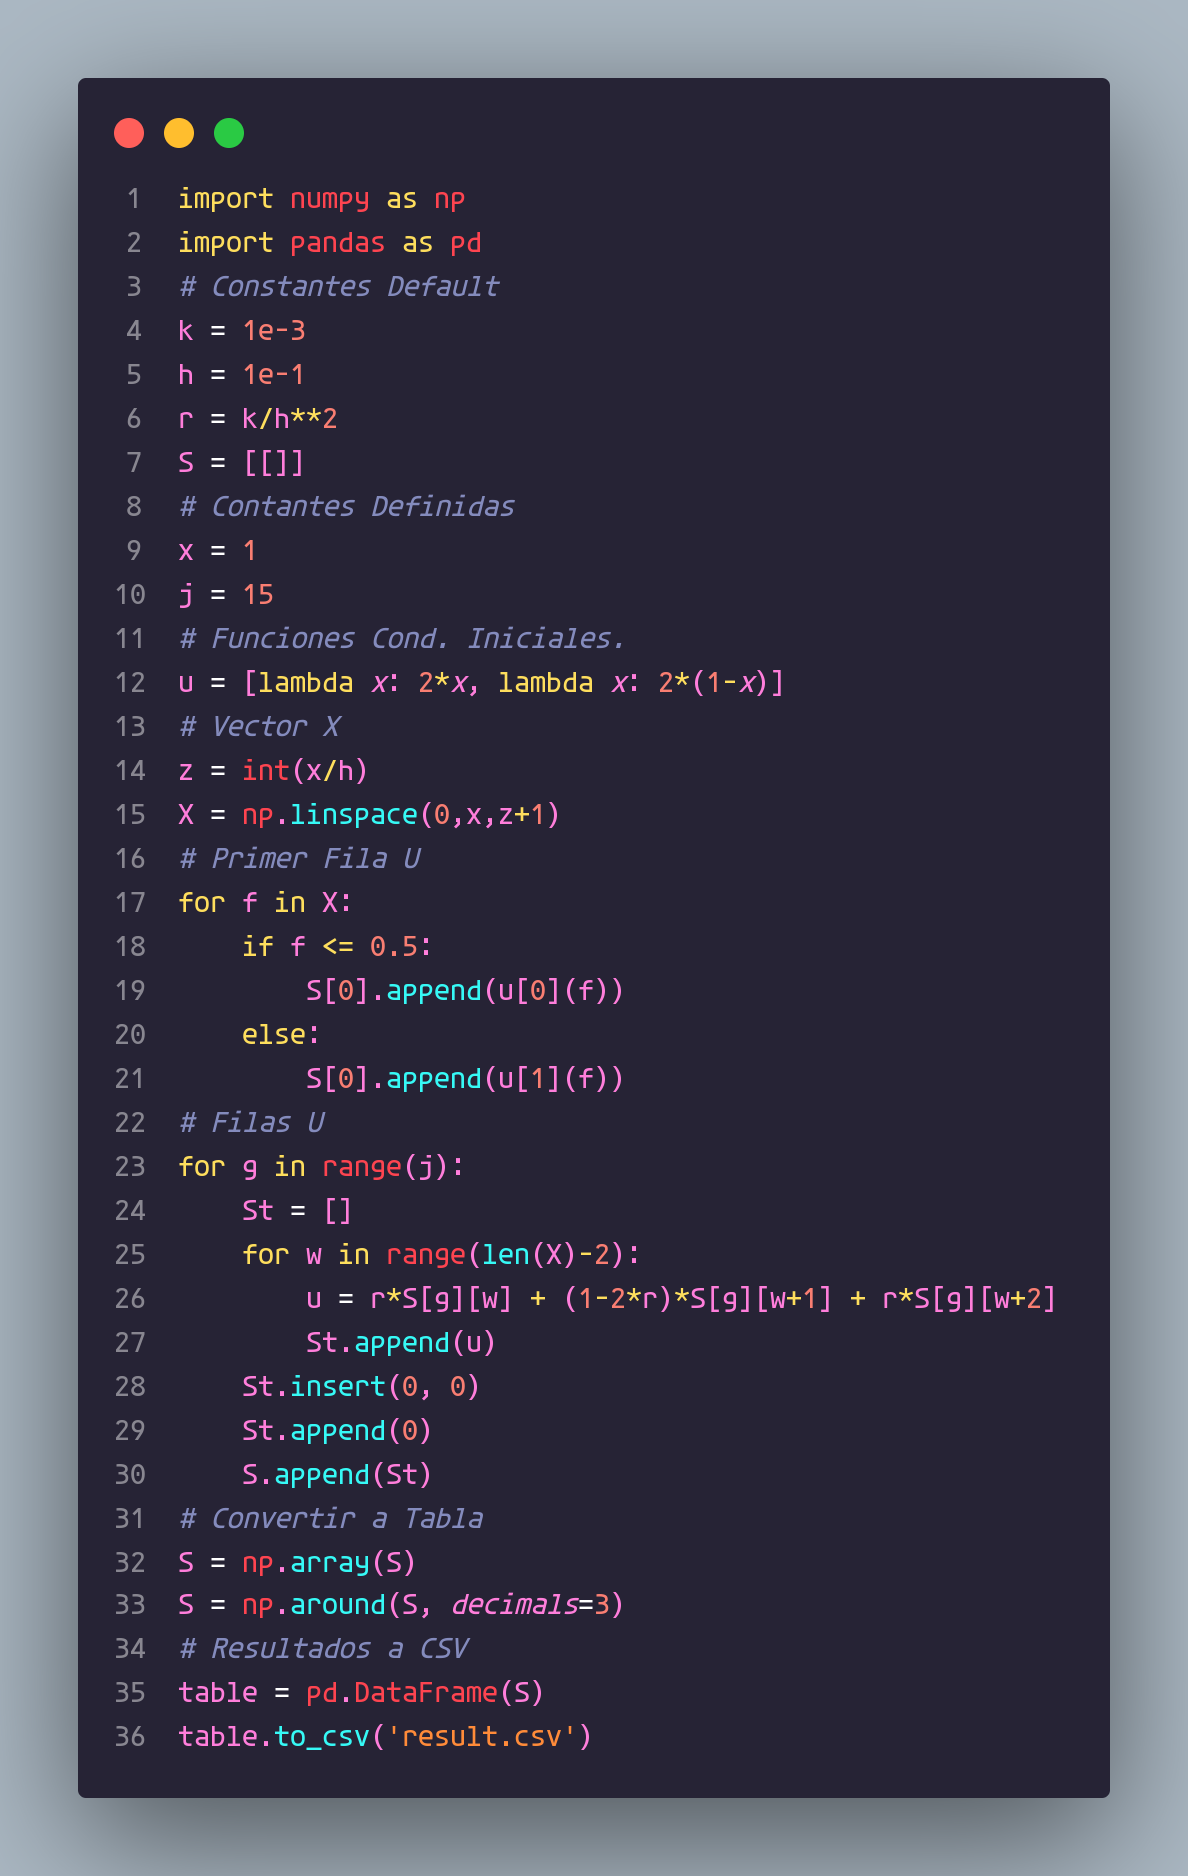 1 import numpy as np
2 import pandas as pd
3 # Constantes Default
4 k = 1e-3
5 h = 1e-1
6 r = k/h**2
7 S = [[]]
8 # Contantes Definidas
9 x = 1
10 j = 15
11 # Funciones Cond. Iniciales.
12 u = [lambda x: 2*x, lambda x: 2*(1-x)]
13 # Vector X
14 z = int(x/h)
15 X = np.linspace(0,x,z+1)
16 # Primer Fila U
17 for f in X:
18     if f <= 0.5:
19         S[0].append(u[0](f))
20     else:
21         S[0].append(u[1](f))
22 # Filas U
23 for g in range(j):
24     St = []
25     for w in range(len(X)-2):
26         u = r*S[g][w] + (1-2*r)*S[g][w+1] + r*S[g][w+2]
27         St.append(u)
28     St.insert(0, 0)
29     St.append(0)
30     S.append(St)
31 # Convertir a Tabla
32 S = np.array(S)
33 S = np.around(S, decimals=3)
34 # Resultados a CSV
35 table = pd.DataFrame(S)
36 table.to_csv('result.csv')